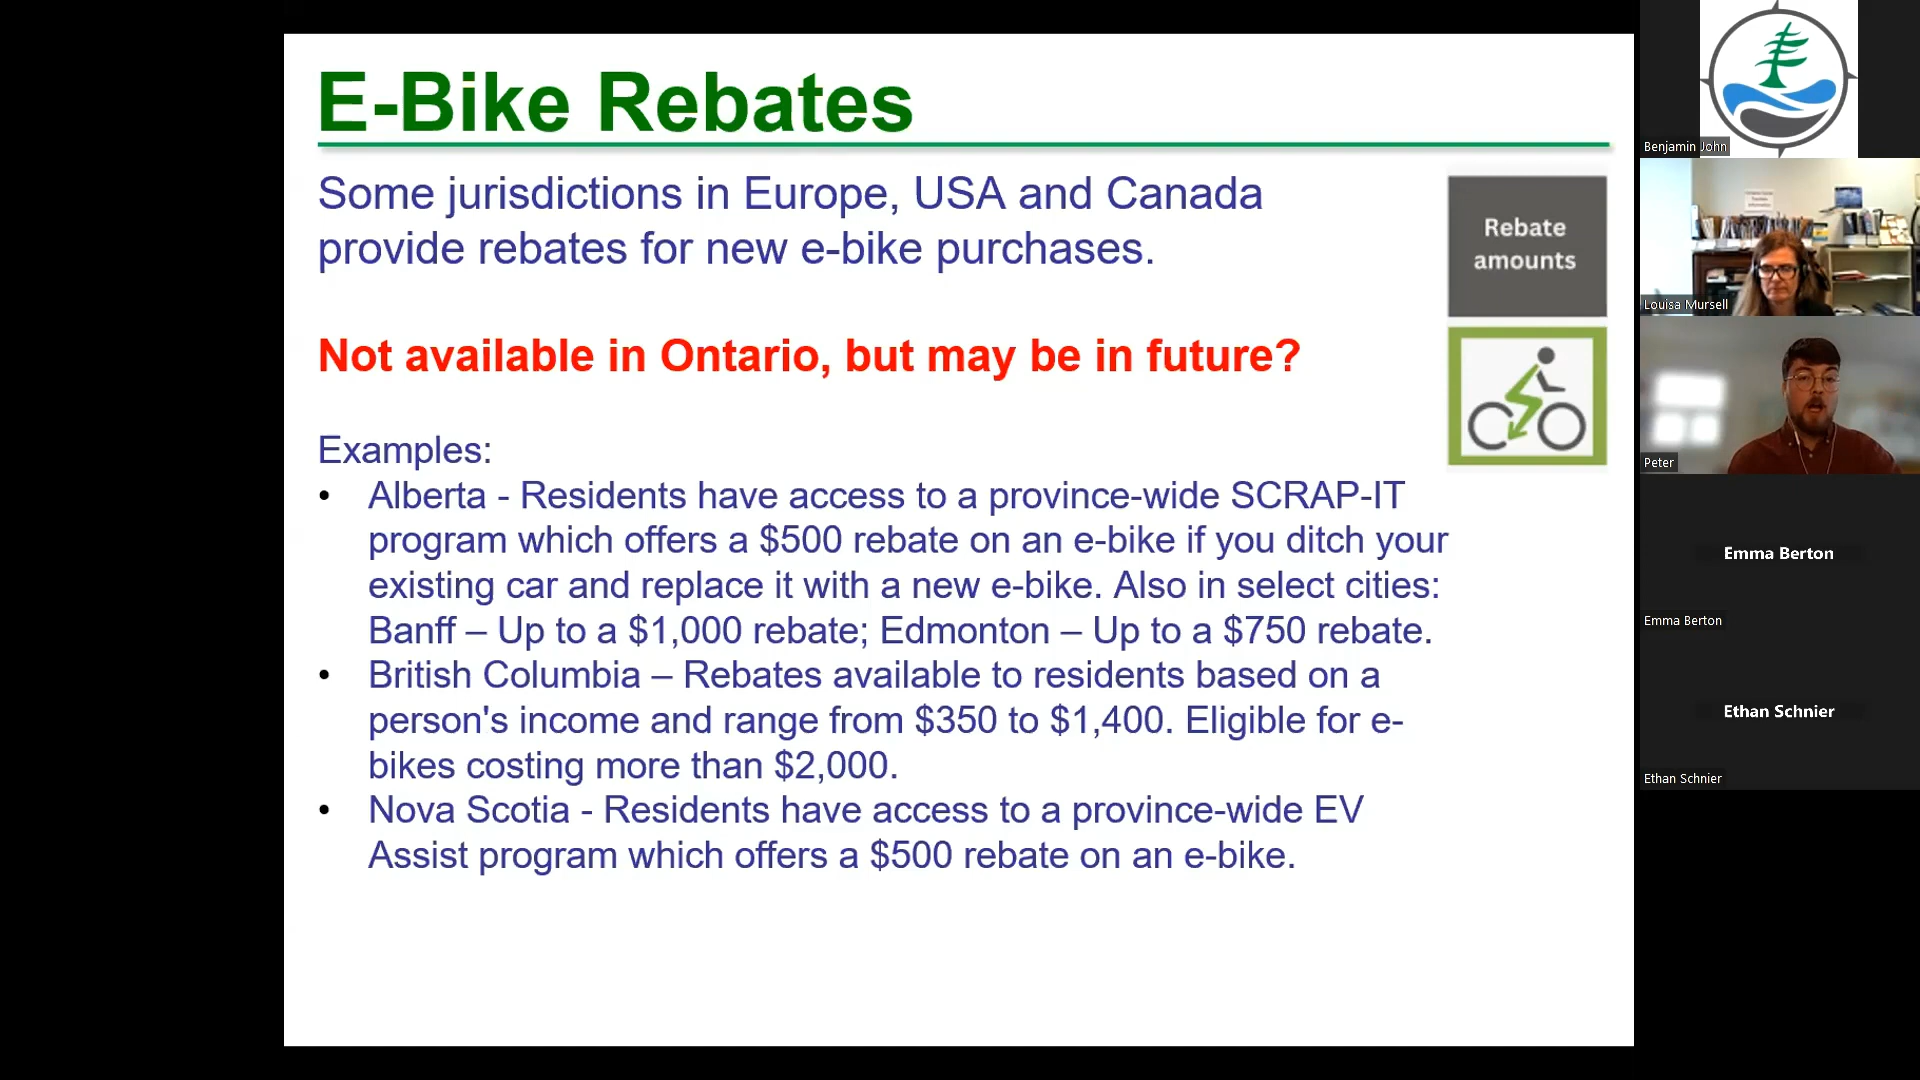 E-Bike Rebates
Some jurisdictions in Europe, USA and Canada
provide rebates for new e-bike purchases.
Not available in Ontario, but may be in future?
Examples:
• Alberta - Residents have access to a province-wide SCRAP-IT
program which offers a $500 rebate on an e-bike if you ditch your
existing car and replace it with a new e-bike. Also in select cities:
Banff – Up to a $1,000 rebate; Edmonton – Up to a $750 rebate.
• British Columbia – Rebates available to residents based on a
person's income and range from $350 to $1,400. Eligible for e-
bikes costing more than $2,000.
• Nova Scotia - Residents have access to a province-wide EV
Assist program which offers a $500 rebate on an e-bike.
Rebate
amounts
Benjamin John
Louisa Mursell
Peter
Emma Berton
Emma Berton
Ethan Schnier
Ethan Schnier